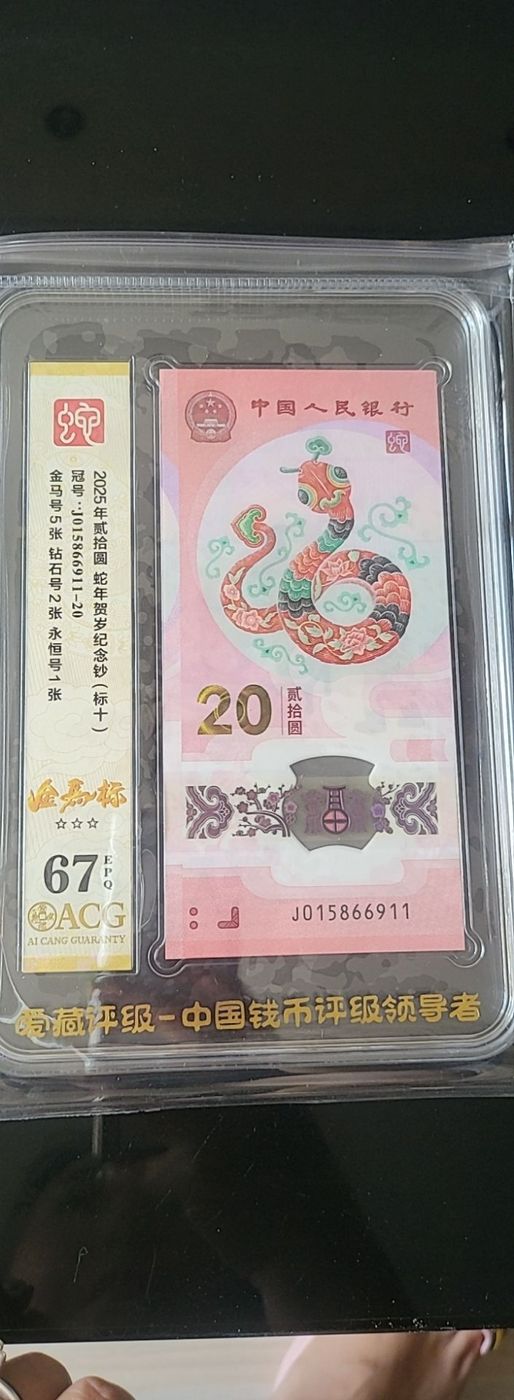 蛇
2025年贰拾圆 蛇年贺岁纪念钞（标十）
冠号:J015866911-20
金马号5张 钻石号2张 永恒号1张
金马标
☆☆☆
67 EPQ
ACG
AI CANG GUARANTY
中国人民银行
蛇
20 贰拾圆
J015866911
爱藏评级-中国钱币评级领导者